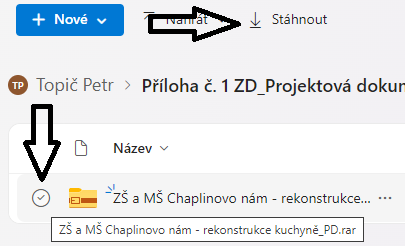 + Nové Nahrát Stáhnout
TP Topič Petr > Příloha č. 1 ZD_Projektová dokun
Název
ZŠ a MŠ Chaplinovo nám - rekonstrukce... ...
ZŠ a MŠ Chaplinovo nám - rekonstrukce kuchyně_PD.rar